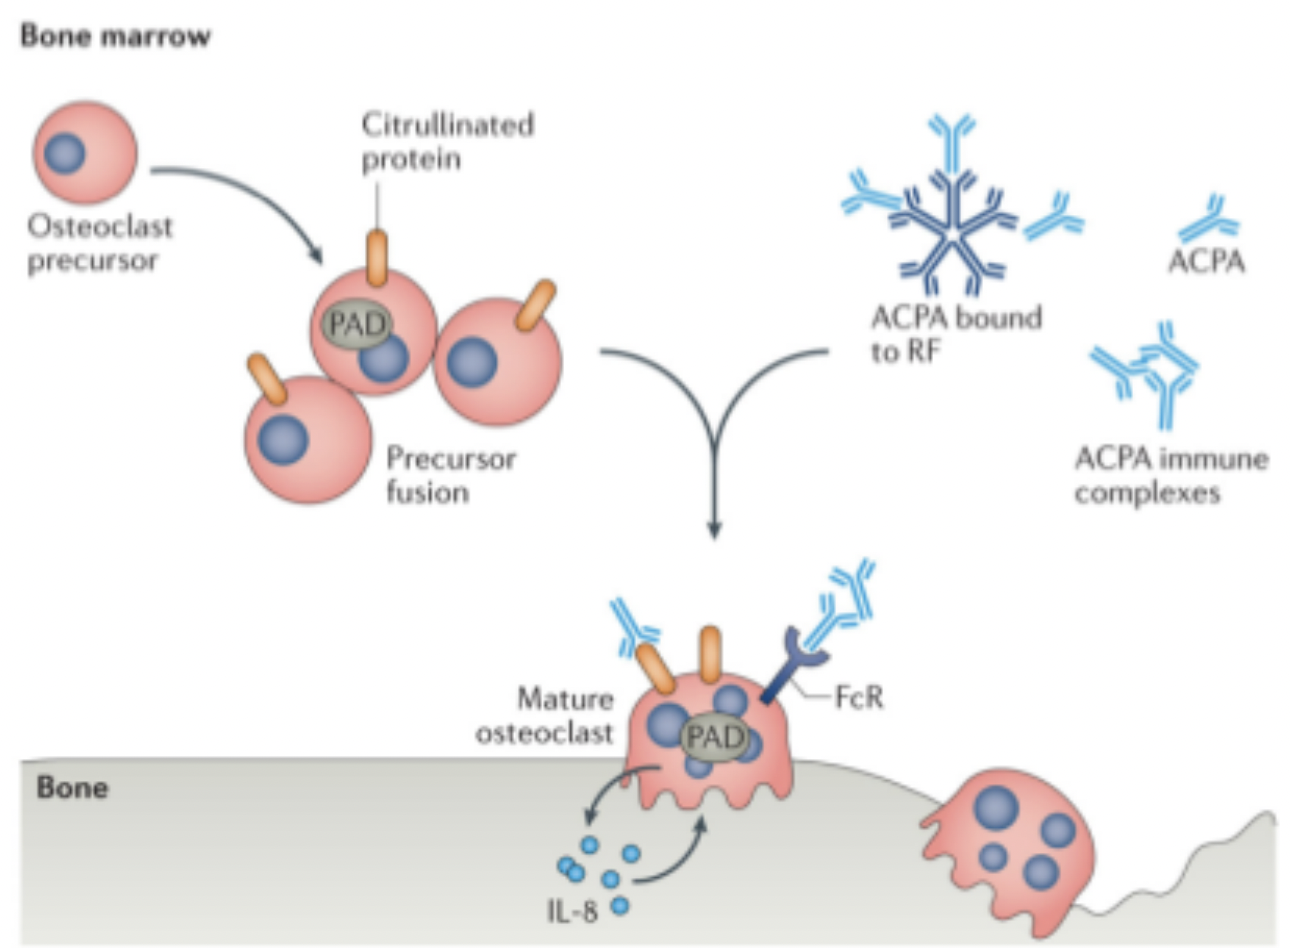 Bone marrow
Citrullinated
protein
Osteoclast
precursor
PAD
Precursor
fusion
ACPA bound
to RF
ACPA
ACPA immune
complexes
Mature
osteoclast
FcR
PAD
Bone
IL-8